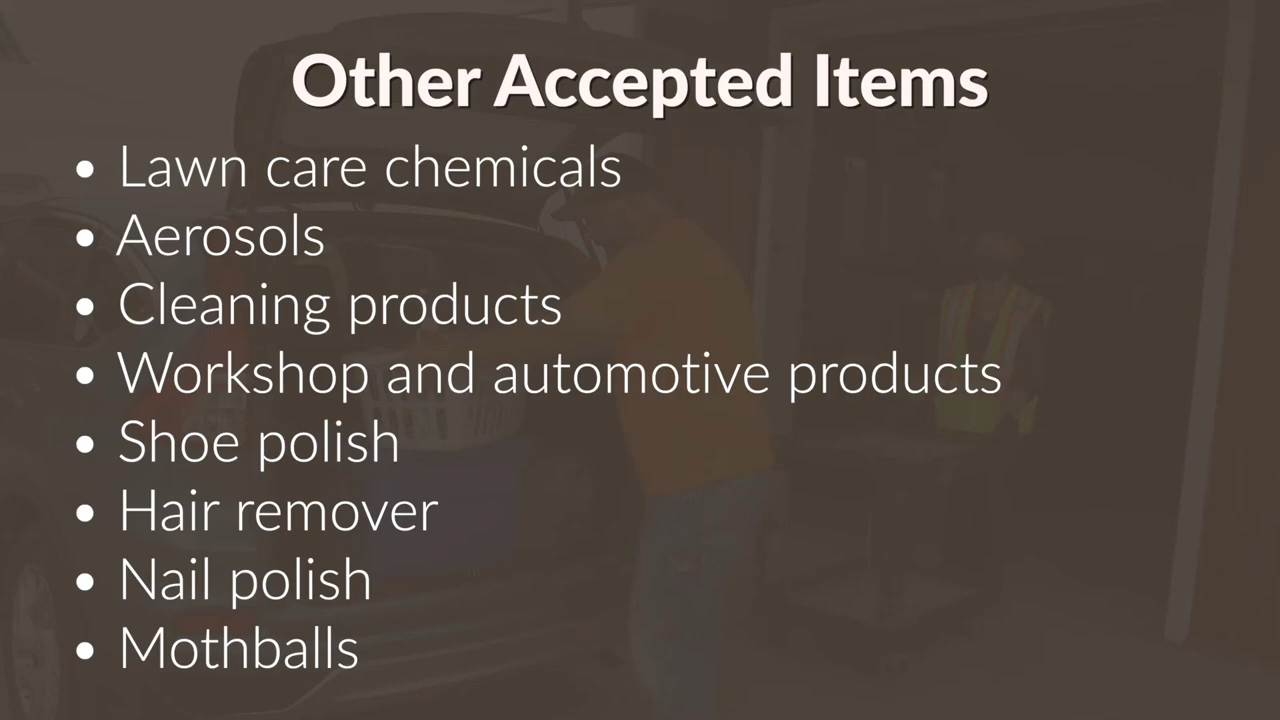 Other Accepted Items
• Lawn care chemicals
• Aerosols
• Cleaning products
• Workshop and automotive products
• Shoe polish
• Hair remover
• Nail polish
• Mothballs